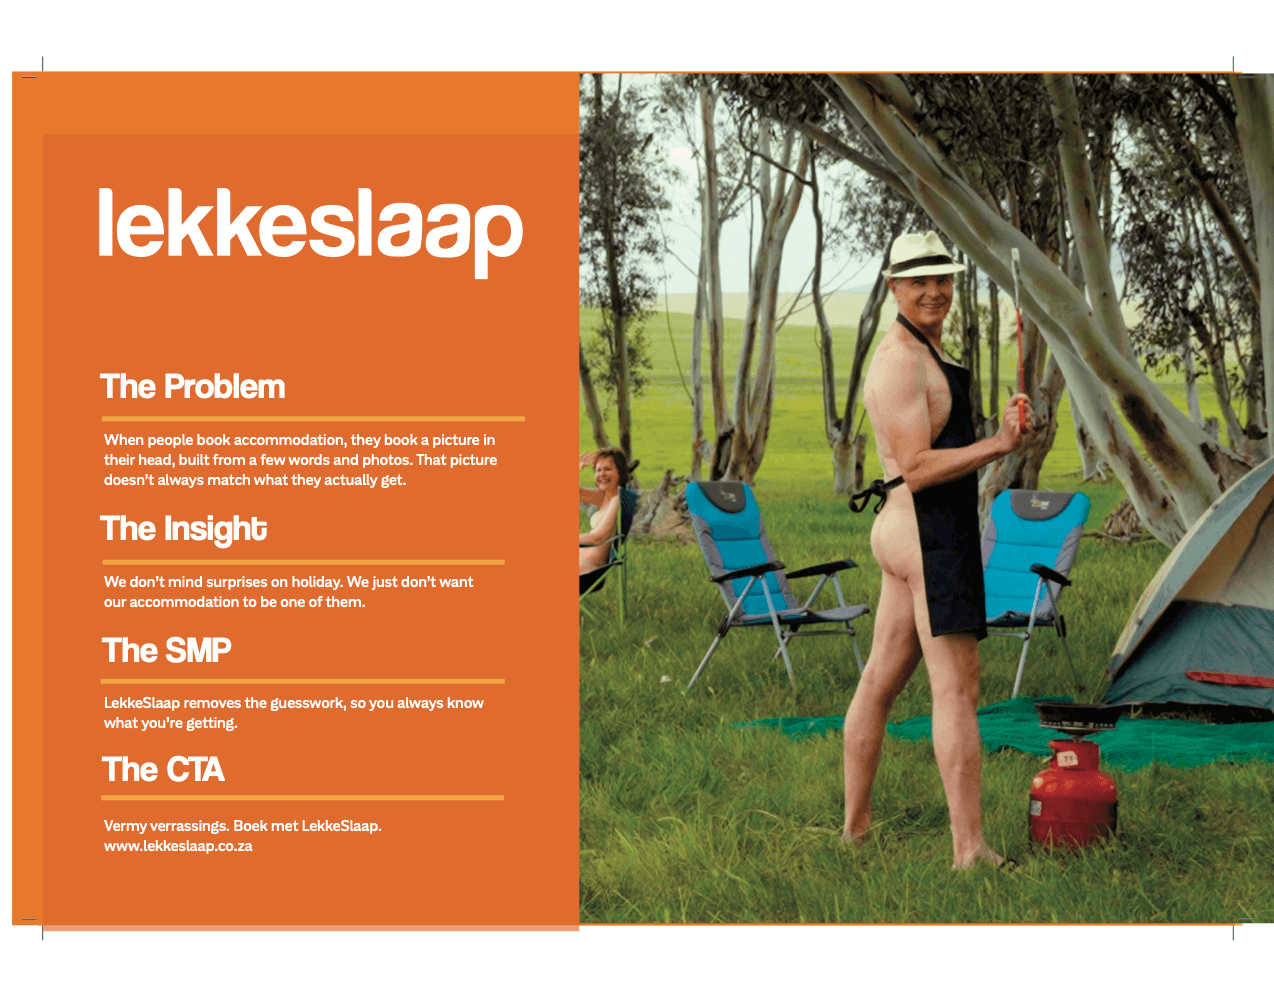 lekkeslaap
The Problem
When people book accommodation, they book a picture in
their head, built from a few words and photos. That picture
doesn't always match what they actually get.
The Insight
We don't mind surprises on holiday. We just don't want
our accommodation to be one of them.
The SMP
LekkeSlaap removes the guesswork, so you always know
what you're getting.
The CTA
Vermy verrassings. Boek met LekkeSlaap.
www.lekkeslaap.co.za